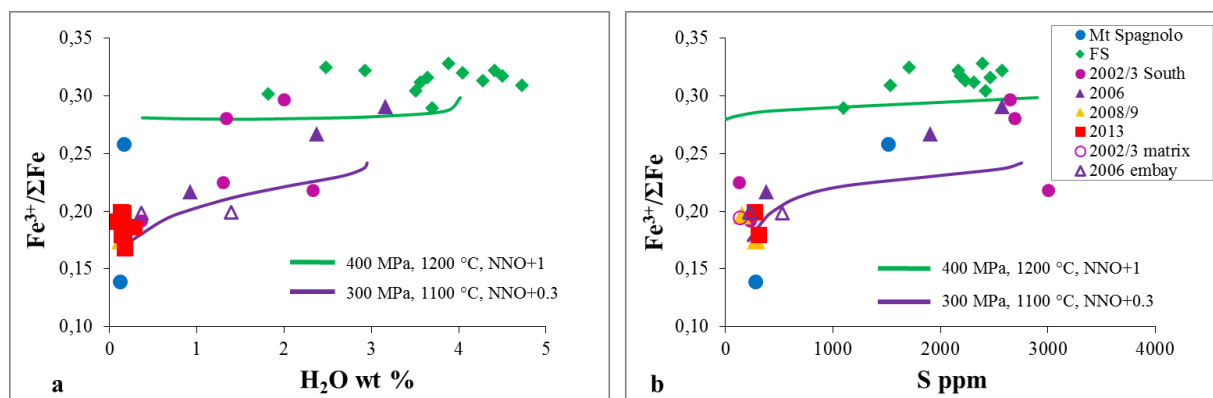 0,35
0,30
0,25
0,20
0,15
0,10
Fe³⁺/ΣFe
400 MPa, 1200 °C, NNO+1
300 MPa, 1100 °C, NNO+0.3
0 1 2 3 4 5
a
H₂O wt %
0,35
0,30
0,25
0,20
0,15
0,10
Fe³⁺/ΣFe
Mt Spagnolo
FS
2002/3 South
2006
2008/9
2013
2002/3 matrix
2006 embay
400 MPa, 1200 °C, NNO+1
300 MPa, 1100 °C, NNO+0.3
0 1000 2000 3000 4000
b
S ppm